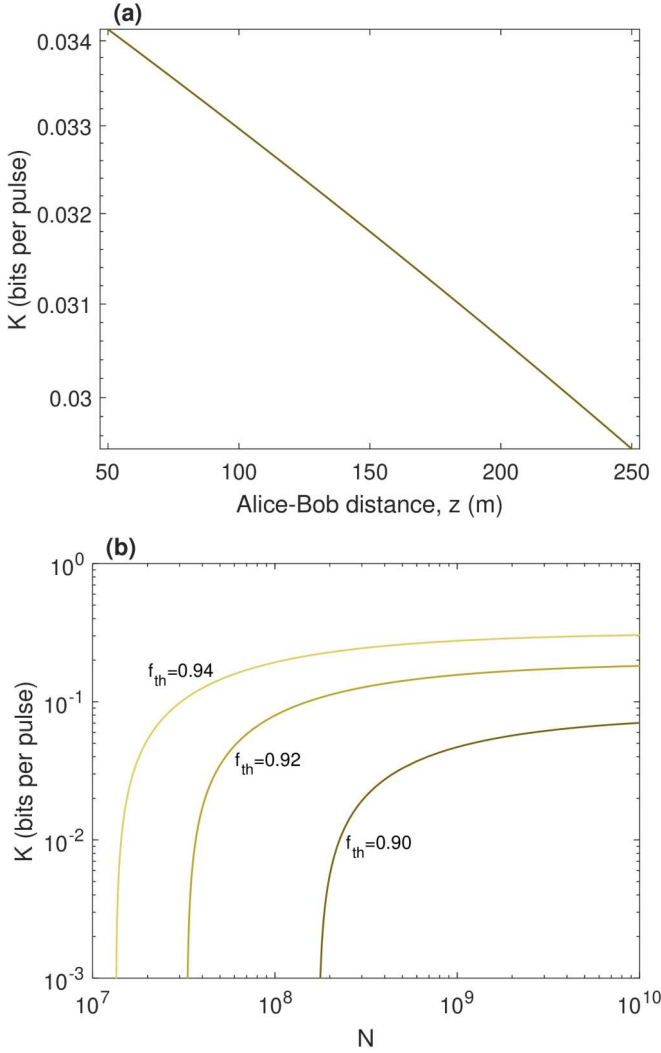 (a)
0.034
0.033
0.032
0.031
0.03
K (bits per pulse)
50 100 150 200 250
Alice-Bob distance, z (m)
(b)
10^0
10^-1
10^-2
10^-3
K (bits per pulse)
f_th=0.94
f_th=0.92
f_th=0.90
10^7 10^8 10^9 10^10
N